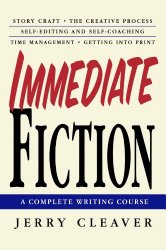 STORY CRAFT • THE CREATIVE PROCESS
SELF-EDITING AND SELF-COACHING
TIME MANAGEMENT • GETTING INTO PRINT
IMMEDIATE
FICTION
A COMPLETE WRITING COURSE
JERRY CLEAVER